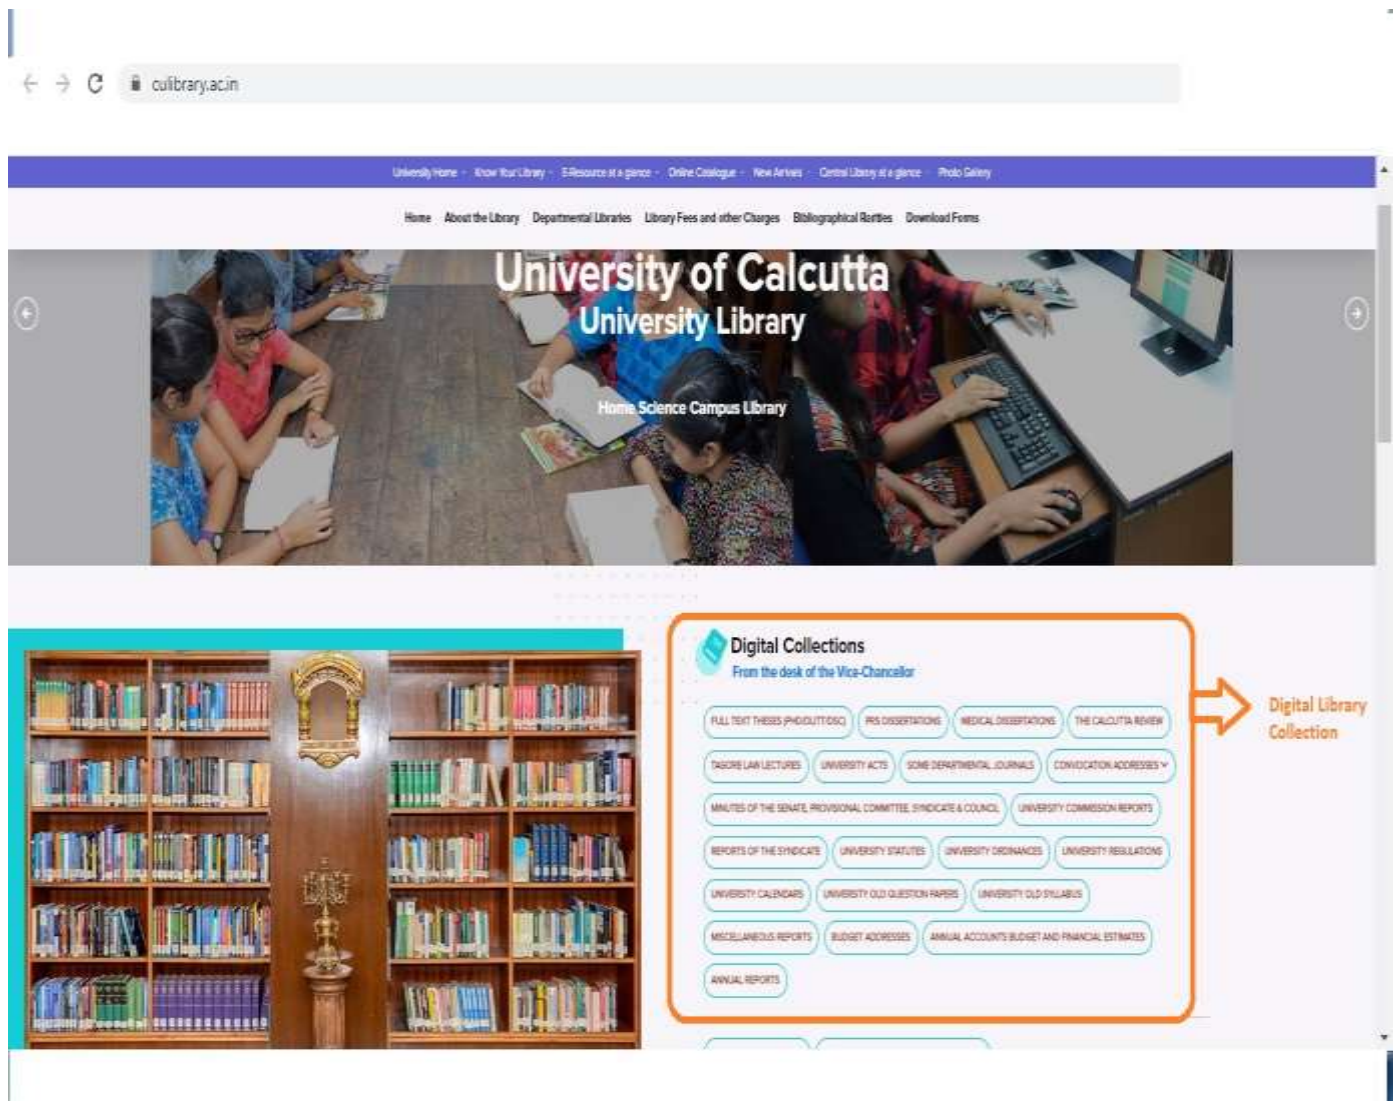 culibrary.ac.in
University Home - Know Your Library - E-Resource at a glance - Online Catalogue - New Arrivals - Central Library at a glance - Photo Gallery
Home About the Library Departmental Libraries Library Fees and other Charges Bibliographical Rarities Download Forms
University of Calcutta
University Library
Home Science Campus Library
Digital Collections
From the desk of the Vice-Chancellor
FULL TEXT THESES (PHD/DLITT/DSC) PRS DISSERTATIONS MEDICAL DISSERTATIONS THE CALCUTTA REVIEW
TAGORE LAW LECTURES UNIVERSITY ACTS SOME DEPARTMENTAL JOURNALS CONVOCATION ADDRESSES
MINUTES OF THE SENATE, PROVISIONAL COMMITTEE, SYNDICATE & COUNCIL UNIVERSITY COMMISSION REPORTS
REPORTS OF THE SYNDICATE UNIVERSITY STATUTES UNIVERSITY ORDINANCES UNIVERSITY REGULATIONS
UNIVERSITY CALENDARS UNIVERSITY OLD QUESTION PAPERS UNIVERSITY OLD SYLLABUS
MISCELLANEOUS REPORTS BUDGET ADDRESSES ANNUAL ACCOUNTS BUDGET AND FINANCIAL ESTIMATES
ANNUAL REPORTS
Digital Library
Collection